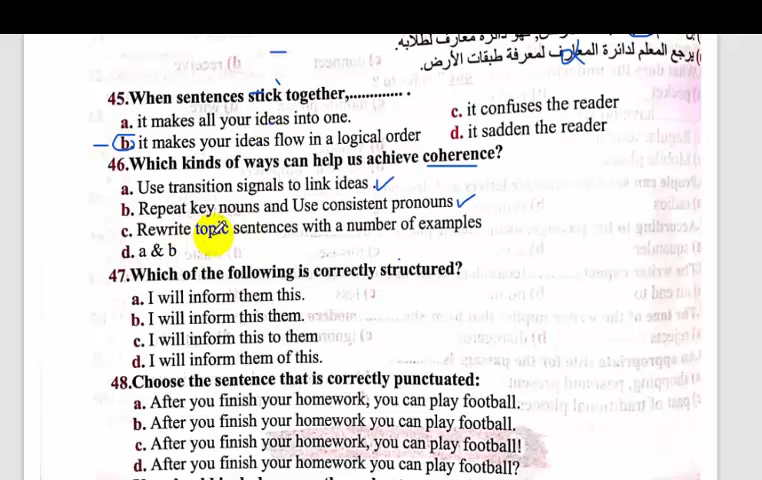 دائرة معارف لطلابه.
يرجع المعلم لدائرة المعارف لمعرفة طبقات الأرض.
45.When sentences stick together,............. .
a. it makes all your ideas into one.
c. it confuses the reader
b. it makes your ideas flow in a logical order
d. it sadden the reader
46.Which kinds of ways can help us achieve coherence?
a. Use transition signals to link ideas.
b. Repeat key nouns and Use consistent pronouns
c. Rewrite sentences with a number of examples
d. a & b
47.Which of the following is correctly structured?
a. I will inform them this.
b. I will inform this them.
c. I will inform this to them
d. I will inform them of this.
48.Choose the sentence that is correctly punctuated:
a. After you finish your homework, you can play football.
b. After you finish your homework you can play football.
c. After you finish your homework, you can play football!
d. After you finish your homework you can play football?